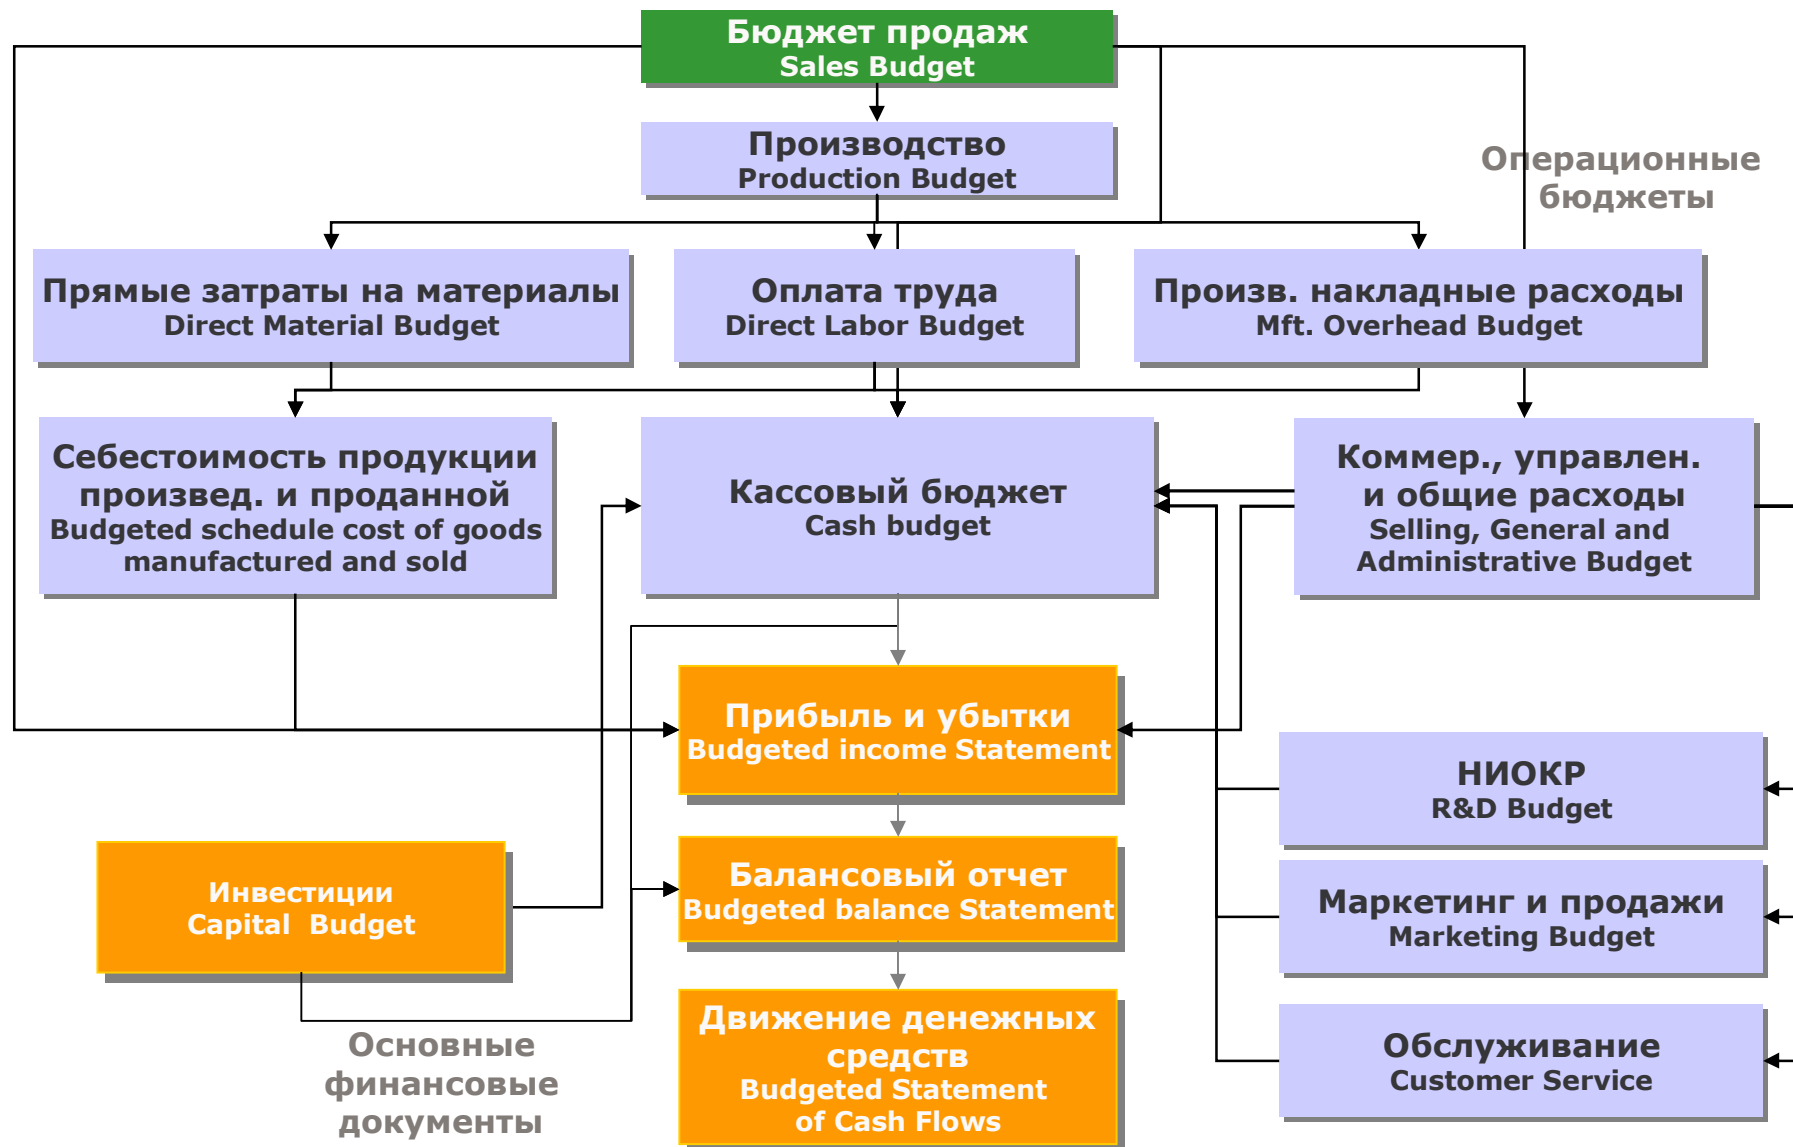 Бюджет продаж
Sales Budget
Производство
Production Budget
Операционные
бюджеты
Прямые затраты на материалы
Direct Material Budget
Оплата труда
Direct Labor Budget
Произв. накладные расходы
Mft. Overhead Budget
Себестоимость продукции
произвед. и проданной
Budgeted schedule cost of goods
manufactured and sold
Кассовый бюджет
Cash budget
Коммер., управлен.
и общие расходы
Selling, General and
Administrative Budget
Прибыль и убытки
Budgeted income Statement
НИОКР
R&D Budget
Инвестиции
Capital  Budget
Балансовый отчет
Budgeted balance Statement
Маркетинг и продажи
Marketing Budget
Основные
финансовые
документы
Движение денежных
средств
Budgeted Statement
of Cash Flows
Обслуживание
Customer Service